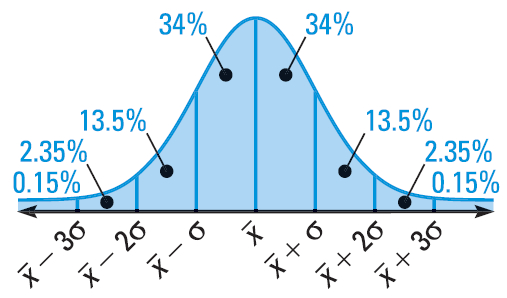 34% 34%
13.5% 13.5%
2.35% 2.35%
0.15% 0.15%
x̄ − 3σ x̄ − 2σ x̄ − σ x̄ x̄ + σ x̄ + 2σ x̄ + 3σ